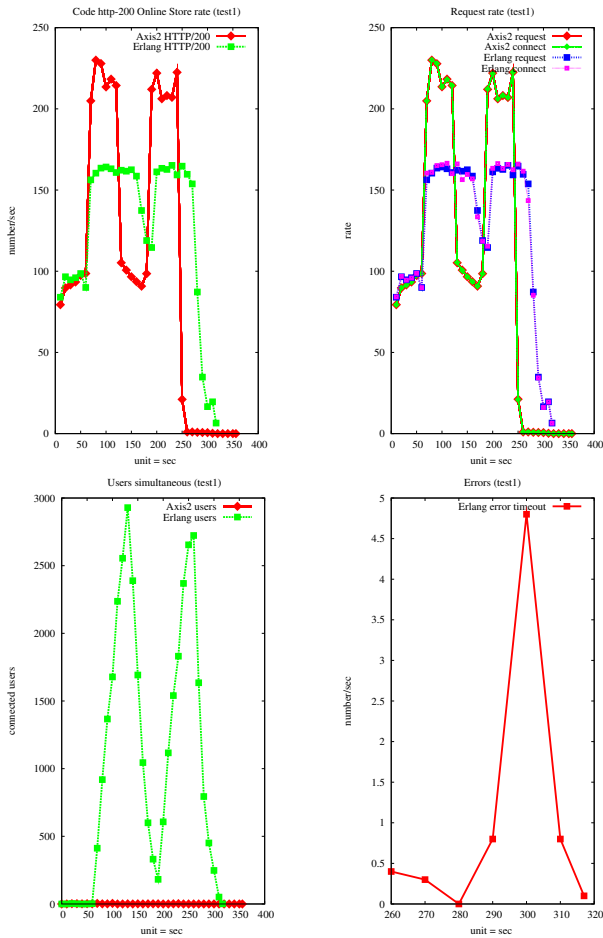 Code http-200 Online Store rate (test1)
250
200
150
100
50
0
number/sec
Axis2 HTTP/200
Erlang HTTP/200
0 50 100 150 200 250 300 350 400
unit = sec
Request rate (test1)
250
200
150
100
50
0
rate
Axis2 request
Axis2 connect
Erlang request
Erlang connect
0 50 100 150 200 250 300 350 400
unit = sec
Users simultaneous (test1)
3000
2500
2000
1500
1000
500
0
connected users
Axis2 users
Erlang users
0 50 100 150 200 250 300 350 400
unit = sec
Errors (test1)
5
4.5
4
3.5
3
2.5
2
1.5
1
0.5
0
number/sec
Erlang error timeout
260 270 280 290 300 310 320
unit = sec